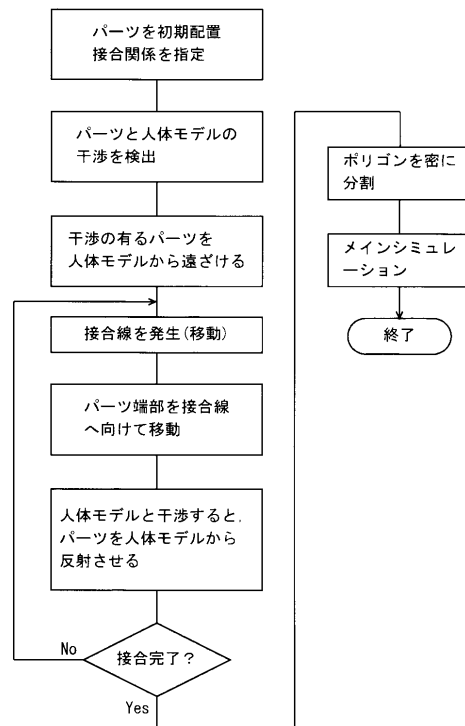 パーツを初期配置
接合関係を指定
パーツと人体モデルの
干渉を検出
干渉の有るパーツを
人体モデルから遠ざける
接合線を発生(移動)
パーツ端部を接合線
へ向けて移動
人体モデルと干渉すると,
パーツを人体モデルから
反射させる
接合完了?
No
Yes
ポリゴンを密に
分割
メインシミュレ
ーション
終了